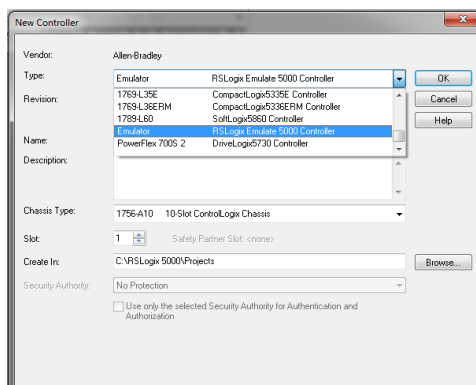 New Controller
Vendor: Allen-Bradley
Type: Emulator RSLogix Emulate 5000 Controller OK
1769-L35E CompactLogix5335E Controller
Revision: 1769-L36ERM CompactLogix5336ERM Controller Cancel
1789-L60 SoftLogix5860 Controller Help
Emulator RSLogix Emulate 5000 Controller
Name: PowerFlex 700S 2 DriveLogix5730 Controller
Description:
Chassis Type: 1756-A10 10-Slot ControlLogix Chassis
Slot: 1 Safety Partner Slot: <none>
Create In: C:\RSLogix 5000\Projects Browse...
Security Authority: No Protection
Use only the selected Security Authority for Authentication and
Authorization